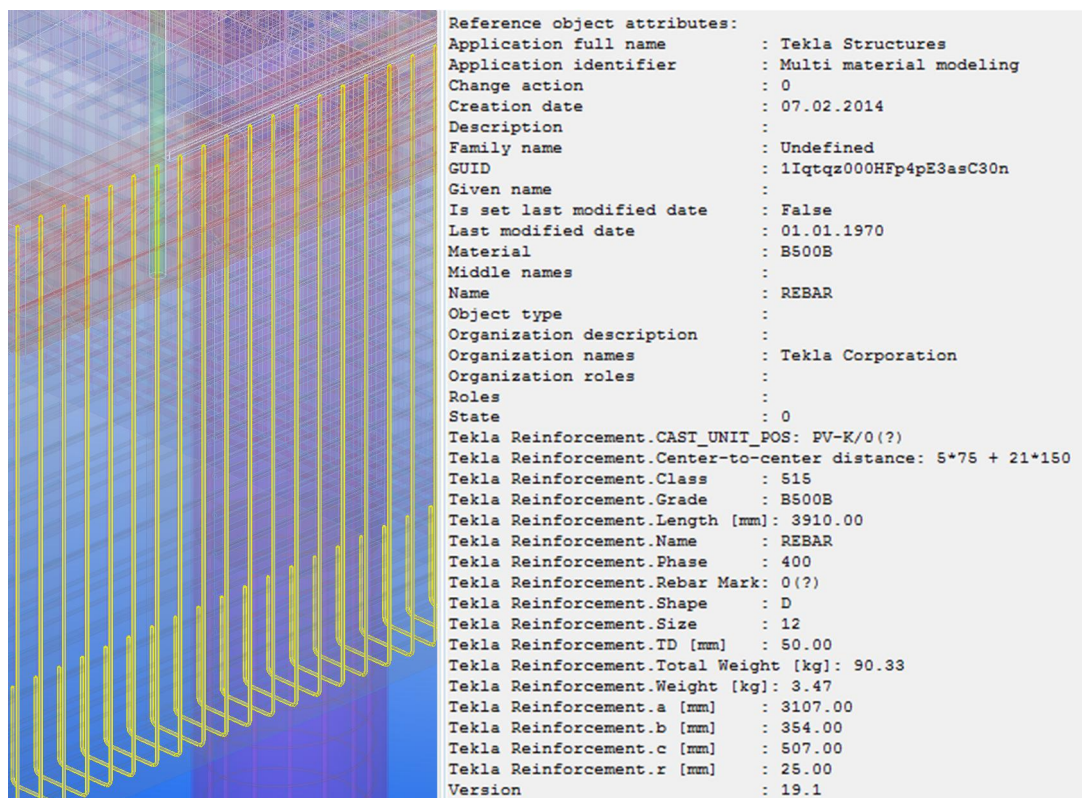 Reference object attributes:
Application full name : Tekla Structures
Application identifier : Multi material modeling
Change action : 0
Creation date : 07.02.2014
Description :
Family name : Undefined
GUID : 1Iqtqz000HFp4pE3asC30n
Given name :
Is set last modified date : False
Last modified date : 01.01.1970
Material : B500B
Middle names :
Name : REBAR
Object type :
Organization description :
Organization names : Tekla Corporation
Organization roles :
Roles :
State : 0
Tekla Reinforcement.CAST_UNIT_POS: PV-K/0(?)
Tekla Reinforcement.Center-to-center distance: 5*75 + 21*150
Tekla Reinforcement.Class : 515
Tekla Reinforcement.Grade : B500B
Tekla Reinforcement.Length [mm]: 3910.00
Tekla Reinforcement.Name : REBAR
Tekla Reinforcement.Phase : 400
Tekla Reinforcement.Rebar Mark: 0(?)
Tekla Reinforcement.Shape : D
Tekla Reinforcement.Size : 12
Tekla Reinforcement.TD [mm] : 50.00
Tekla Reinforcement.Total Weight [kg]: 90.33
Tekla Reinforcement.Weight [kg]: 3.47
Tekla Reinforcement.a [mm] : 3107.00
Tekla Reinforcement.b [mm] : 354.00
Tekla Reinforcement.c [mm] : 507.00
Tekla Reinforcement.r [mm] : 25.00
Version : 19.1